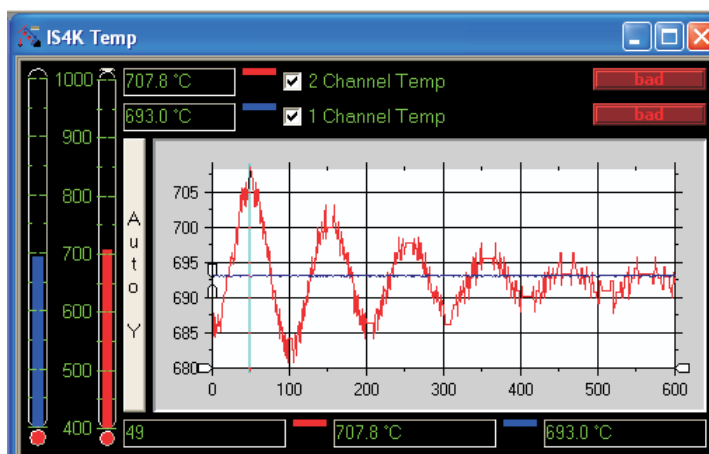 IS4K Temp
1000
900
800
700
600
500
400
707.8 °C
2 Channel Temp
bad
693.0 °C
1 Channel Temp
bad
Auto Y
705
700
695
690
685
680
0 100 200 300 400 500 600
49
707.8 °C
693.0 °C